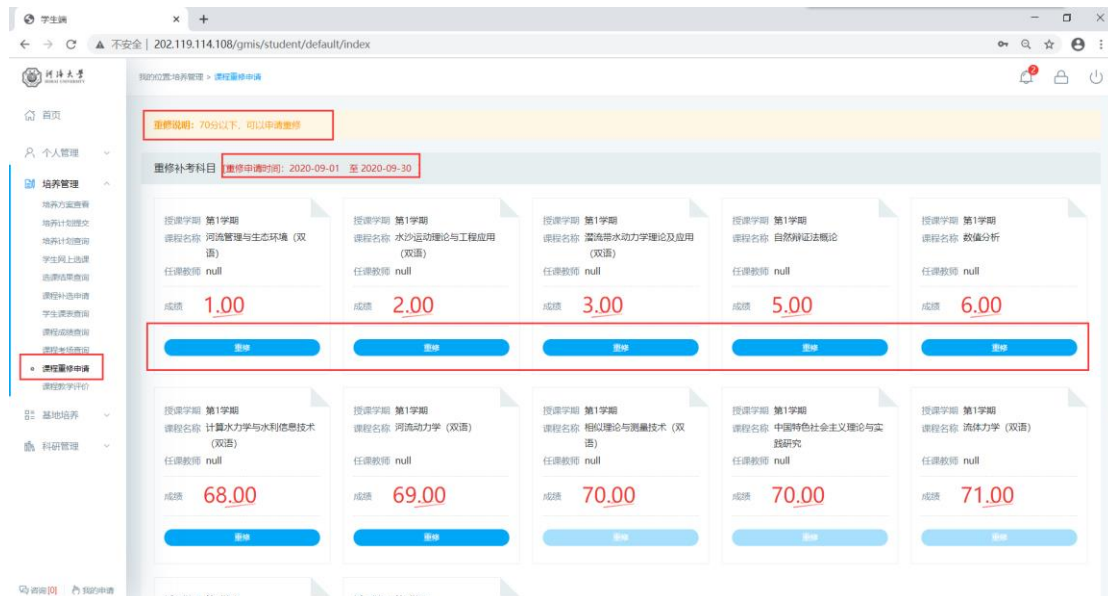 学生端
不安全 | 202.119.114.108/gmis/student/default/index
河海大学
我的位置:培养管理 > 课程重修申请
2
首页
个人管理
培养管理
培养方案查看
培养计划提交
培养计划查询
学生网上选课
选课结果查询
课程补选申请
学生课表查询
课程成绩查询
课程考场查询
课程重修申请
课程教学评价
基地培养
科研管理
咨询[0] 我的申请
重修说明：70分以下，可以申请重修
重修补考科目 [重修申请时间]: 2020-09-01 至 2020-09-30
授课学期 第1学期
课程名称 河流管理与生态环境（双
语）
任课教师 null
成绩 1.00
重修
授课学期 第1学期
课程名称 水沙运动理论与工程应用
（双语）
任课教师 null
成绩 2.00
重修
授课学期 第1学期
课程名称 潜流带水动力学理论及应用
（双语）
任课教师 null
成绩 3.00
重修
授课学期 第1学期
课程名称 自然辩证法概论
任课教师 null
成绩 5.00
重修
授课学期 第1学期
课程名称 数值分析
任课教师 null
成绩 6.00
重修
授课学期 第1学期
课程名称 计算水力学与水利信息技术
（双语）
任课教师 null
成绩 68.00
重修
授课学期 第1学期
课程名称 河流动力学（双语）
任课教师 null
成绩 69.00
重修
授课学期 第1学期
课程名称 相似理论与测量技术（双
语）
任课教师 null
成绩 70.00
重修
授课学期 第1学期
课程名称 中国特色社会主义理论与实
践研究
任课教师 null
成绩 70.00
重修
授课学期 第1学期
课程名称 流体力学（双语）
任课教师 null
成绩 71.00
重修